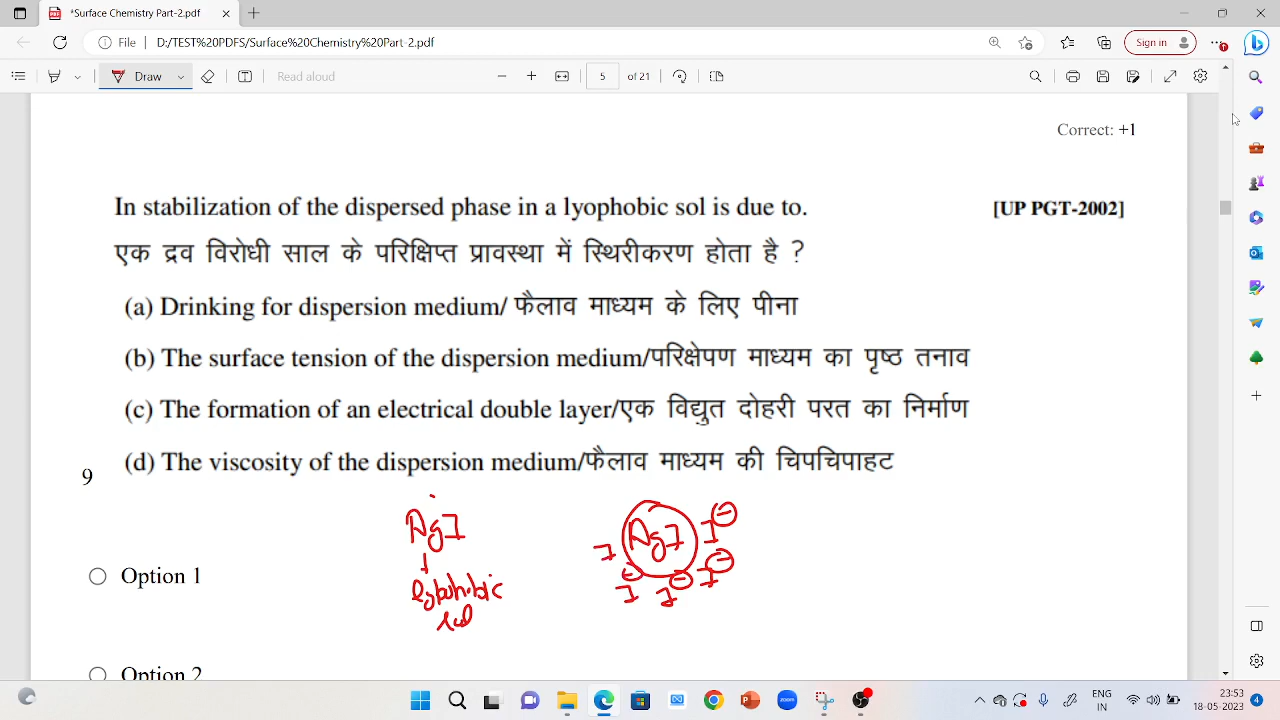 *Surface Chemistry Part-2.pdf
File D:/TEST%20PDFS/Surface%20Chemistry%20Part-2.pdf Sign in
Draw Read aloud 5 of 21
Correct: +1
In stabilization of the dispersed phase in a lyophobic sol is due to. [UP PGT-2002]
एक द्रव विरोधी साल के परिक्षिप्त प्रावस्था में स्थिरीकरण होता है ?
(a) Drinking for dispersion medium/ फैलाव माध्यम के लिए पीना
(b) The surface tension of the dispersion medium/परिक्षेपण माध्यम का पृष्ठ तनाव
(c) The formation of an electrical double layer/एक विद्युत दोहरी परत का निर्माण
(d) The viscosity of the dispersion medium/फैलाव माध्यम की चिपचिपाहट
9
AgI
AgI I⁻
I I⁻
I⁻ I⁻
Option 1
sol
Option 2
ENG 23:53
IN 18-05-2023 4